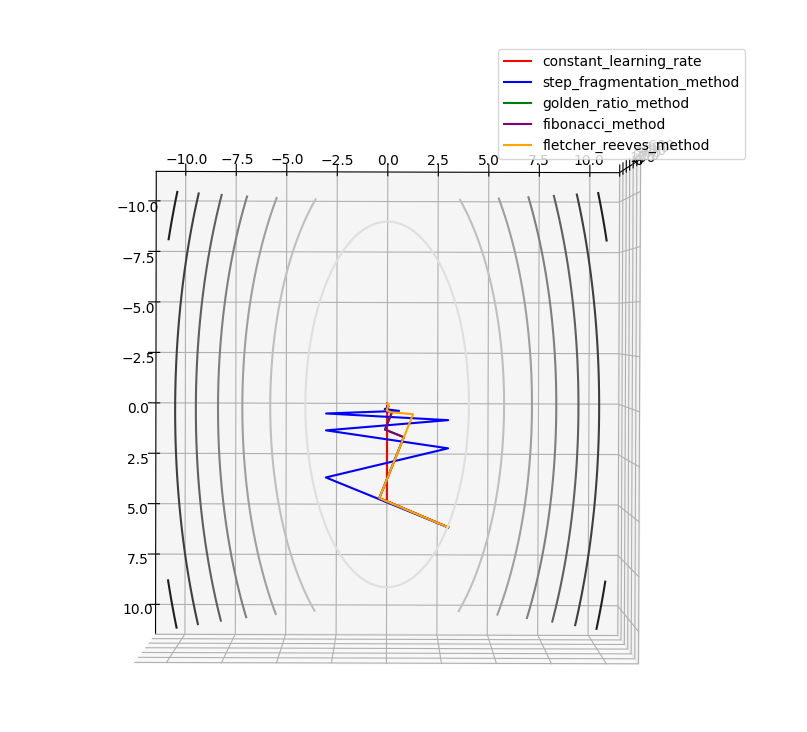 constant_learning_rate
step_fragmentation_method
golden_ratio_method
fibonacci_method
fletcher_reeves_method
−10.0 −7.5 −5.0 −2.5 0.0 2.5 5.0 7.5 10.0
−10.0
−7.5
−5.0
−2.5
0.0
2.5
5.0
7.5
10.0